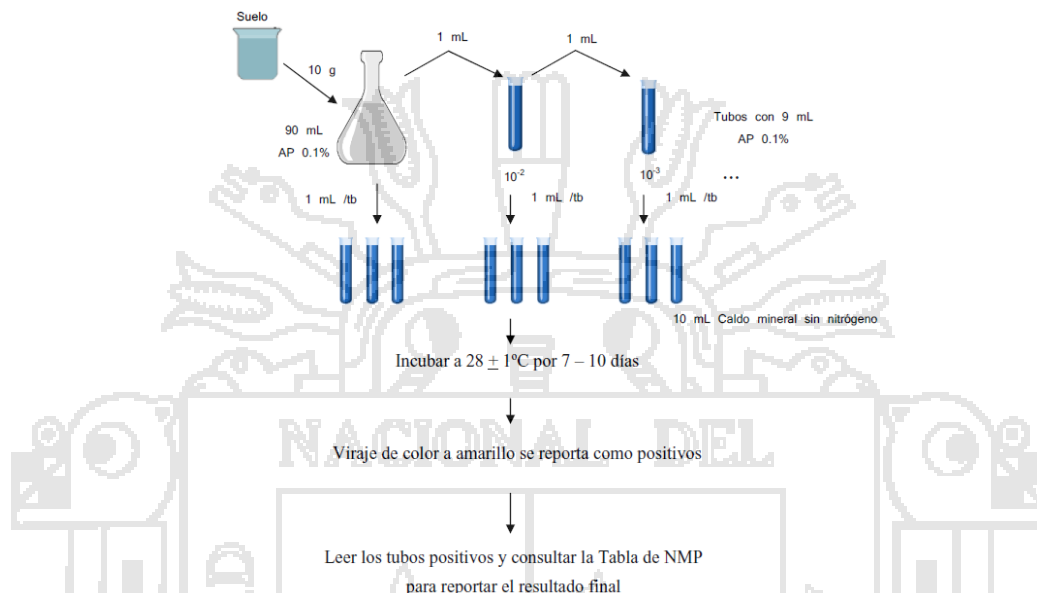 Suelo
10 g
90 mL
AP 0.1%
1 mL
1 mL
Tubos con 9 mL
AP 0.1%
10-2
10-3
...
1 mL /tb
1 mL /tb
1 mL /tb
10 mL Caldo mineral sin nitrógeno
Incubar a 28 ± 1ºC por 7 – 10 días
NACIONAL DEL
Viraje de color a amarillo se reporta como positivos
Leer los tubos positivos y consultar la Tabla de NMP
para reportar el resultado final